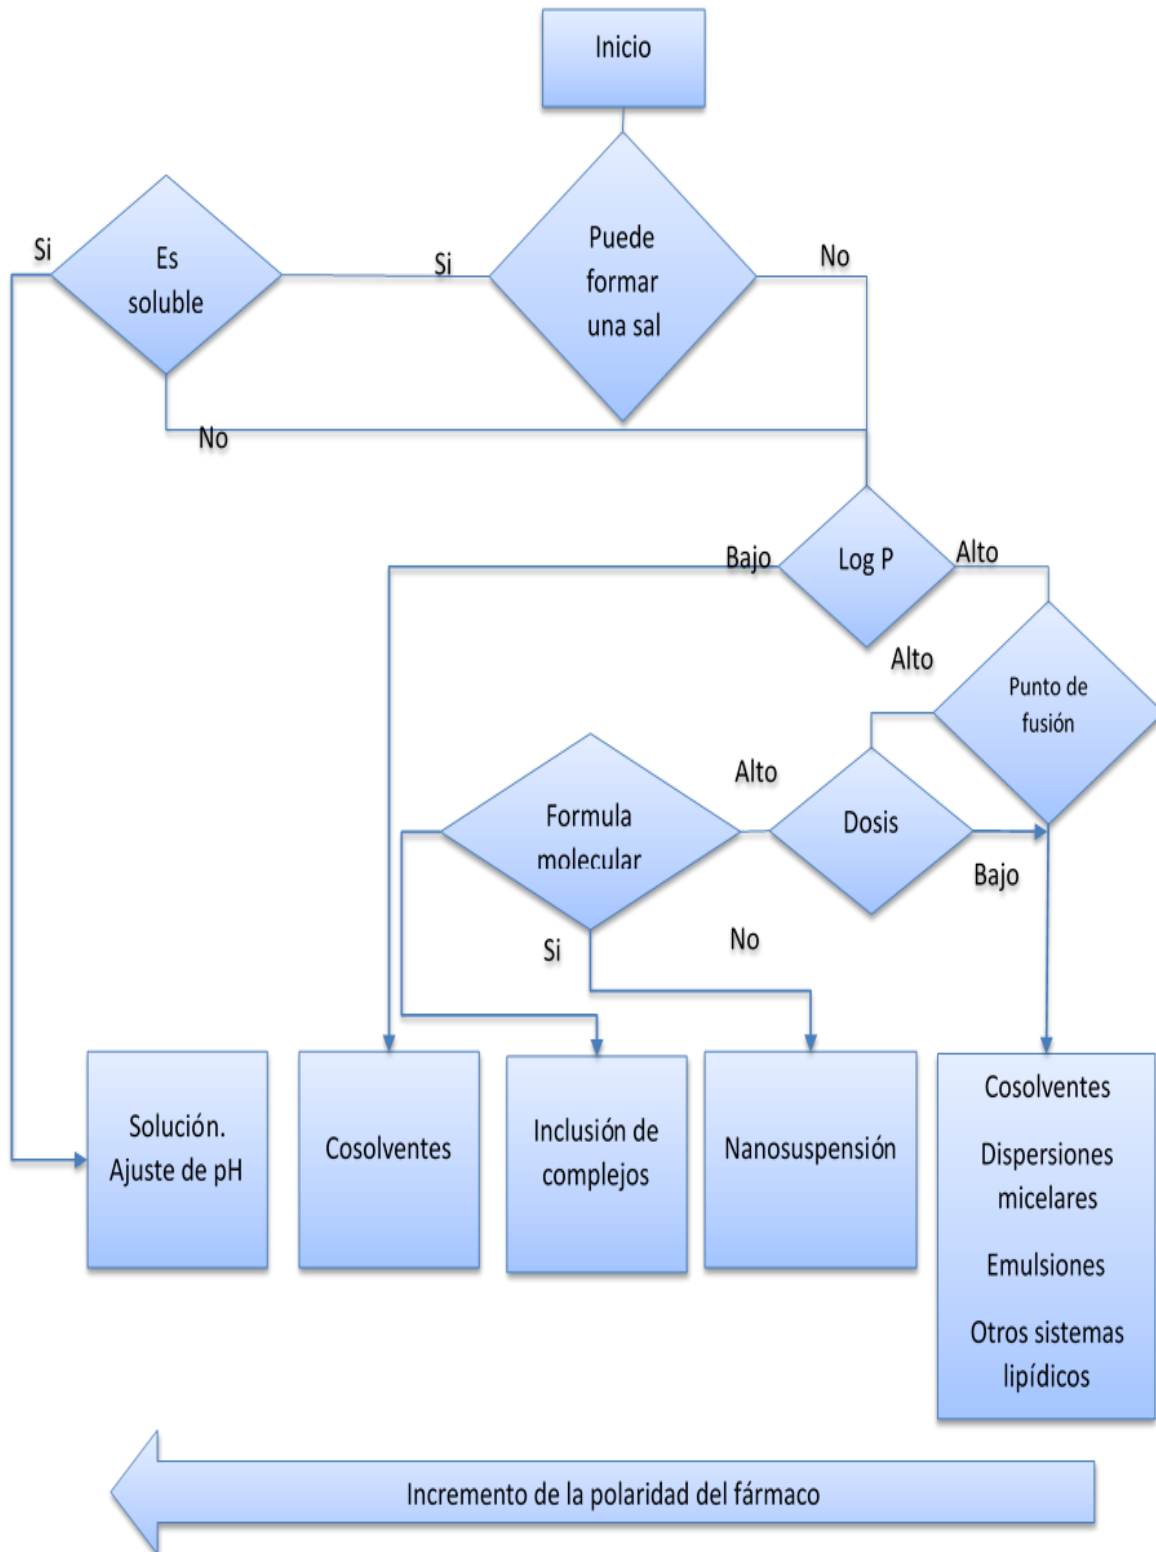 Inicio
Puede
formar
una sal
Si
No
Es
soluble
Si
No
Log P
Bajo
Alto
Punto de
fusión
Alto
Dosis
Alto
Bajo
Formula
molecular
Si
No
Solución.
Ajuste de pH
Cosolventes
Inclusión de
complejos
Nanosuspensión
Cosolventes
Dispersiones
micelares
Emulsiones
Otros sistemas
lipídicos
Incremento de la polaridad del fármaco